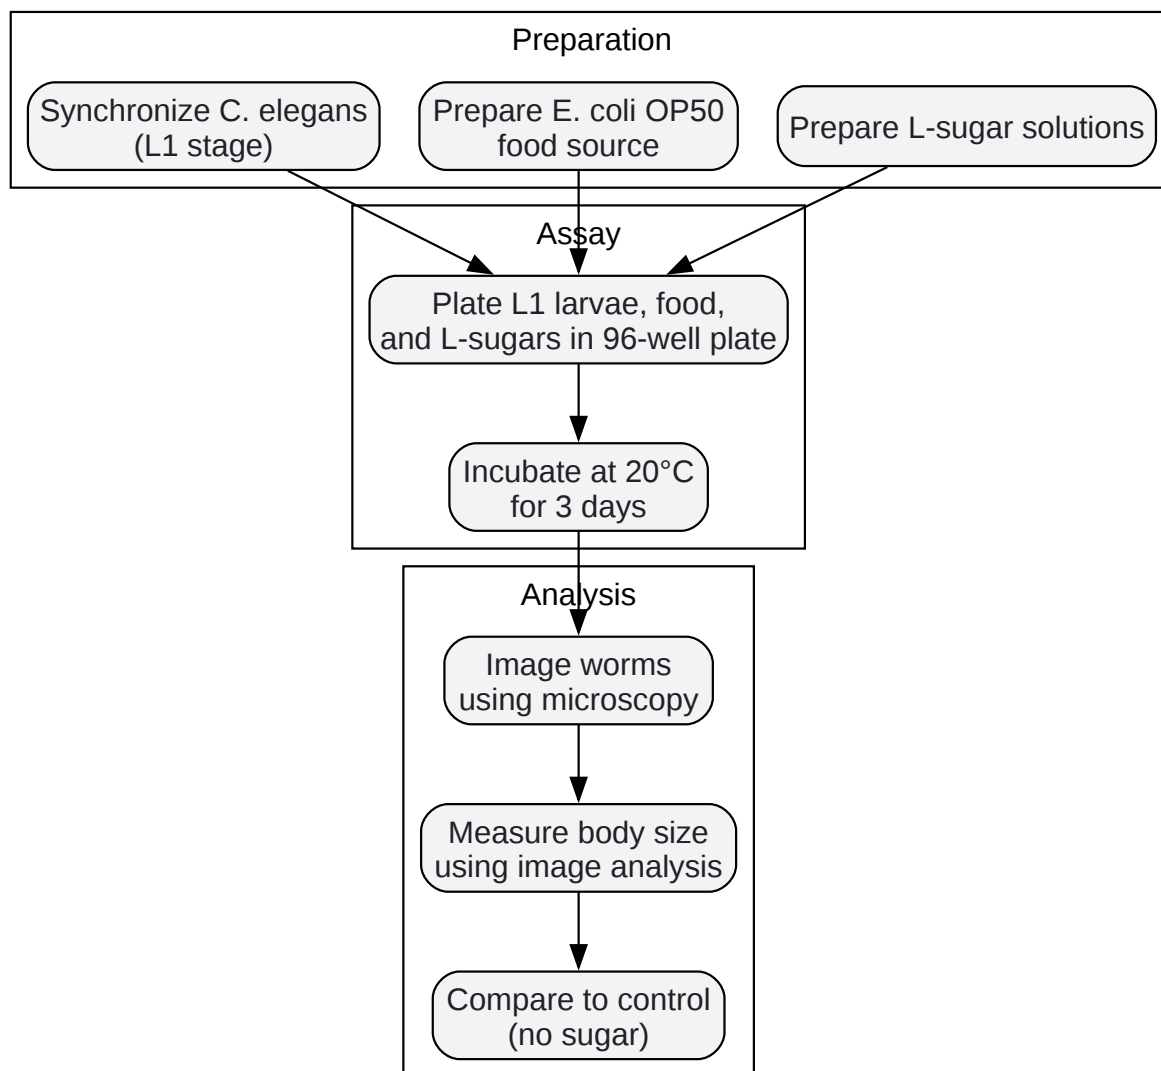 Preparation
Synchronize C. elegans
(L1 stage)
Prepare E. coli OP50
food source
Prepare L-sugar solutions
Assay
Plate L1 larvae, food,
and L-sugars in 96-well plate
Incubate at 20°C
for 3 days
Analysis
Image worms
using microscopy
Measure body size
using image analysis
Compare to control
(no sugar)